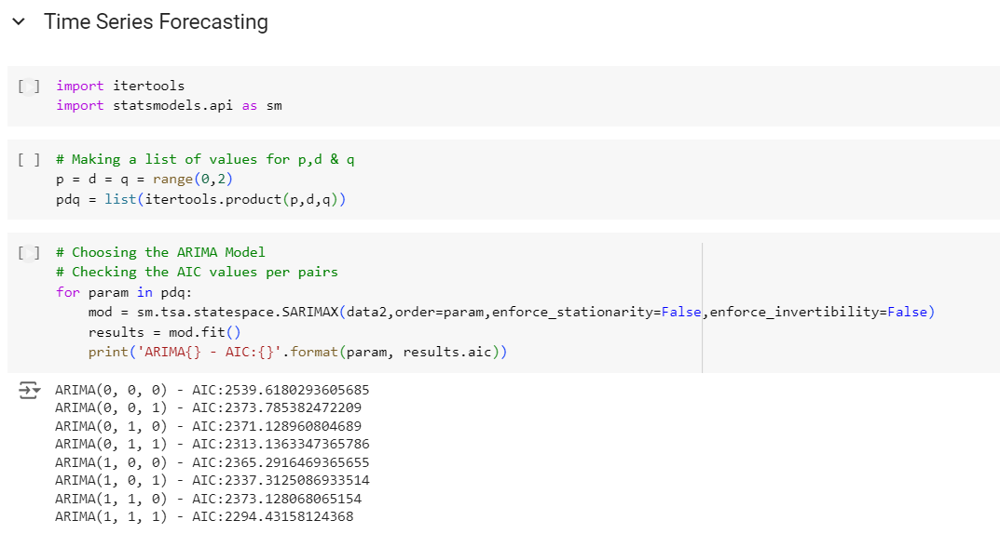 Time Series Forecasting
[ ] import itertools
import statsmodels.api as sm
[ ] # Making a list of values for p,d & q
p = d = q = range(0,2)
pdq = list(itertools.product(p,d,q))
[ ] # Choosing the ARIMA Model
# Checking the AIC values per pairs
for param in pdq:
    mod = sm.tsa.statespace.SARIMAX(data2,order=param,enforce_stationarity=False,enforce_invertibility=False)
    results = mod.fit()
    print('ARIMA{} - AIC:{}'.format(param, results.aic))
ARIMA(0, 0, 0) - AIC:2539.6180293605685
ARIMA(0, 0, 1) - AIC:2373.785382472209
ARIMA(0, 1, 0) - AIC:2371.128960804689
ARIMA(0, 1, 1) - AIC:2313.1363347365786
ARIMA(1, 0, 0) - AIC:2365.2916469365655
ARIMA(1, 0, 1) - AIC:2337.3125086933514
ARIMA(1, 1, 0) - AIC:2373.128068065154
ARIMA(1, 1, 1) - AIC:2294.43158124368